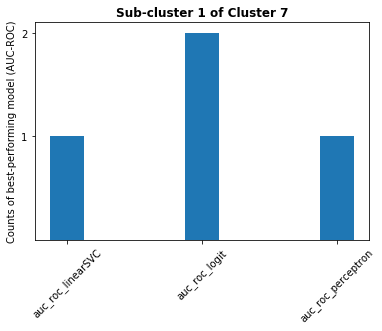 Sub-cluster 1 of Cluster 7
Counts of best-performing model (AUC-ROC)
2
1
auc_roc_linearSVC
auc_roc_logit
auc_roc_perceptron